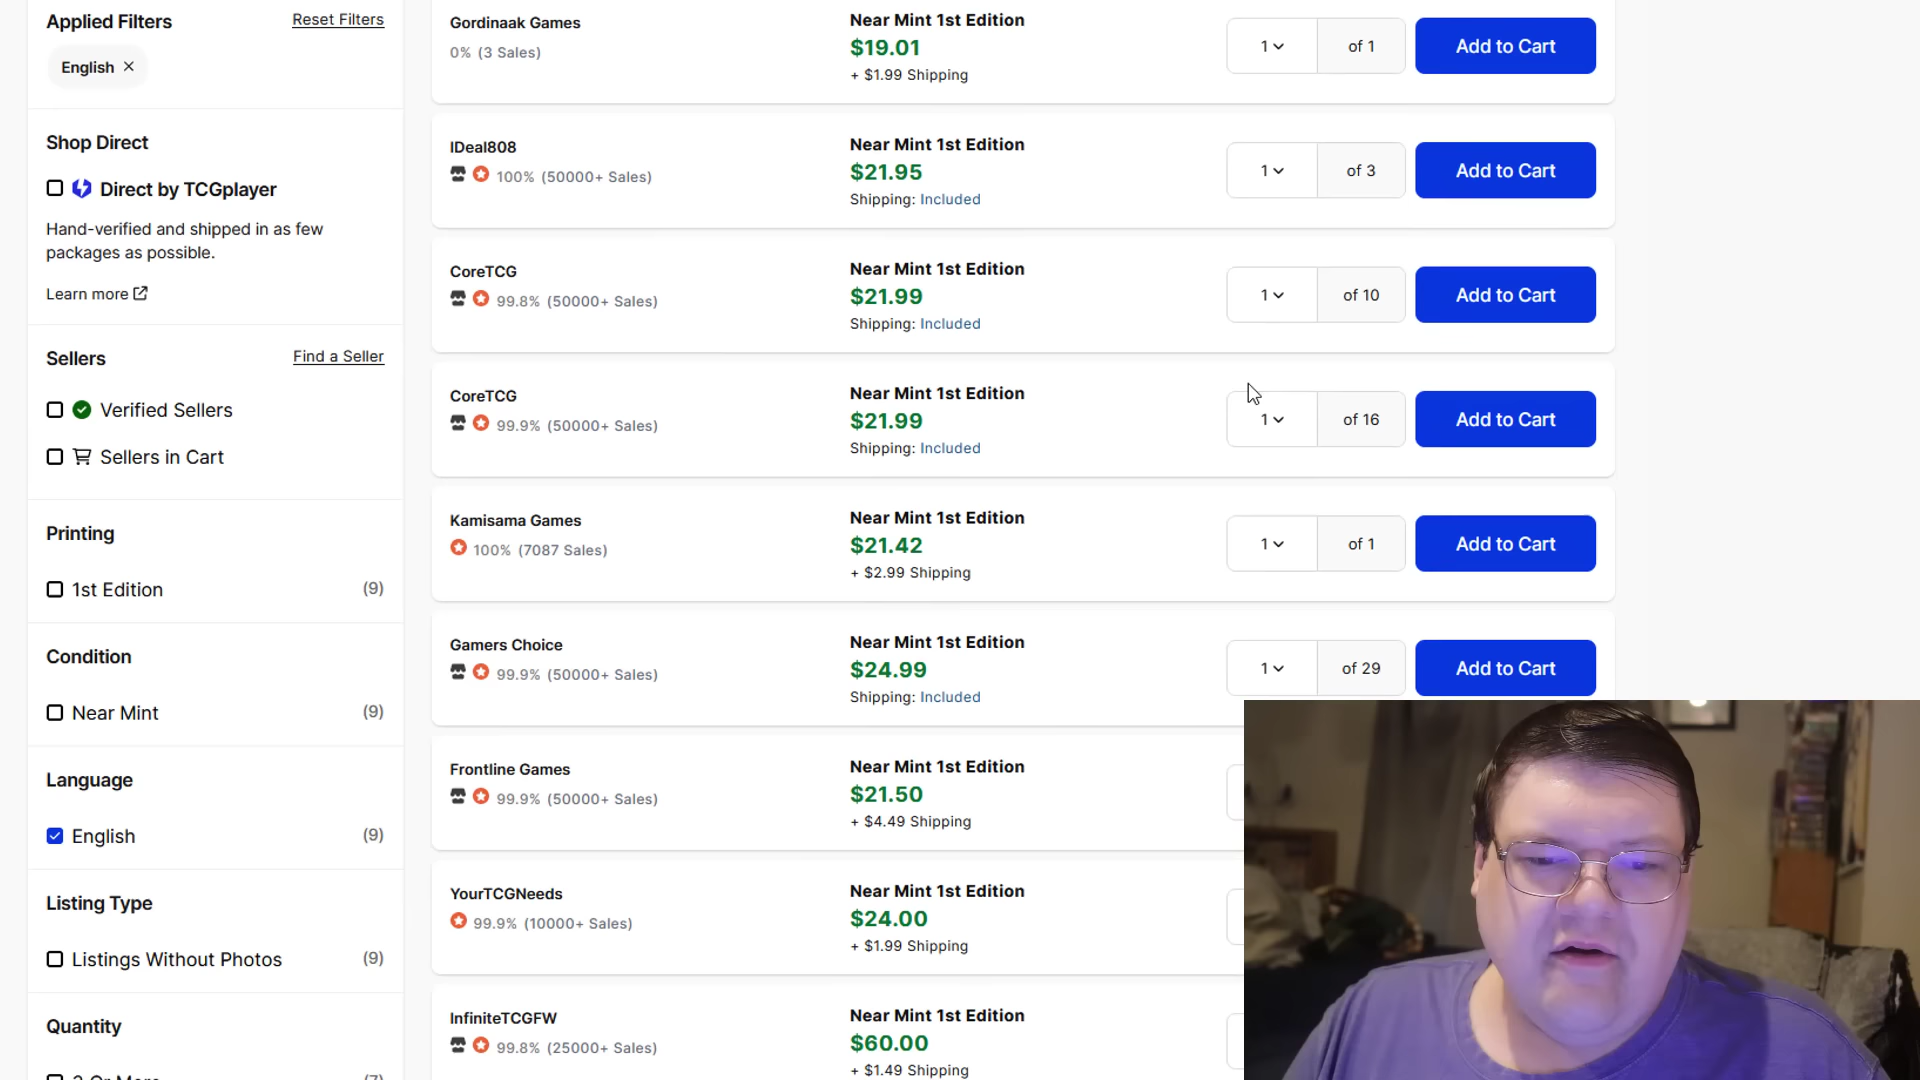 Applied Filters
Reset Filters
English ×
Shop Direct
Direct by TCGplayer
Hand-verified and shipped in as few
packages as possible.
Learn more
Sellers
Find a Seller
Verified Sellers
Sellers in Cart
Printing
1st Edition (9)
Condition
Near Mint (9)
Language
English (9)
Listing Type
Listings Without Photos (9)
Quantity
Gordinaak Games
0% (3 Sales)
Near Mint 1st Edition
$19.01
+ $1.99 Shipping
1 of 1
Add to Cart
IDeal808
100% (50000+ Sales)
Near Mint 1st Edition
$21.95
Shipping: Included
1 of 3
Add to Cart
CoreTCG
99.8% (50000+ Sales)
Near Mint 1st Edition
$21.99
Shipping: Included
1 of 10
Add to Cart
CoreTCG
99.9% (50000+ Sales)
Near Mint 1st Edition
$21.99
Shipping: Included
1 of 16
Add to Cart
Kamisama Games
100% (7087 Sales)
Near Mint 1st Edition
$21.42
+ $2.99 Shipping
1 of 1
Add to Cart
Gamers Choice
99.9% (50000+ Sales)
Near Mint 1st Edition
$24.99
Shipping: Included
1 of 29
Add to Cart
Frontline Games
99.9% (50000+ Sales)
Near Mint 1st Edition
$21.50
+ $4.49 Shipping
YourTCGNeeds
99.9% (10000+ Sales)
Near Mint 1st Edition
$24.00
+ $1.99 Shipping
InfiniteTCGFW
99.8% (25000+ Sales)
Near Mint 1st Edition
$60.00
+ $1.49 Shipping